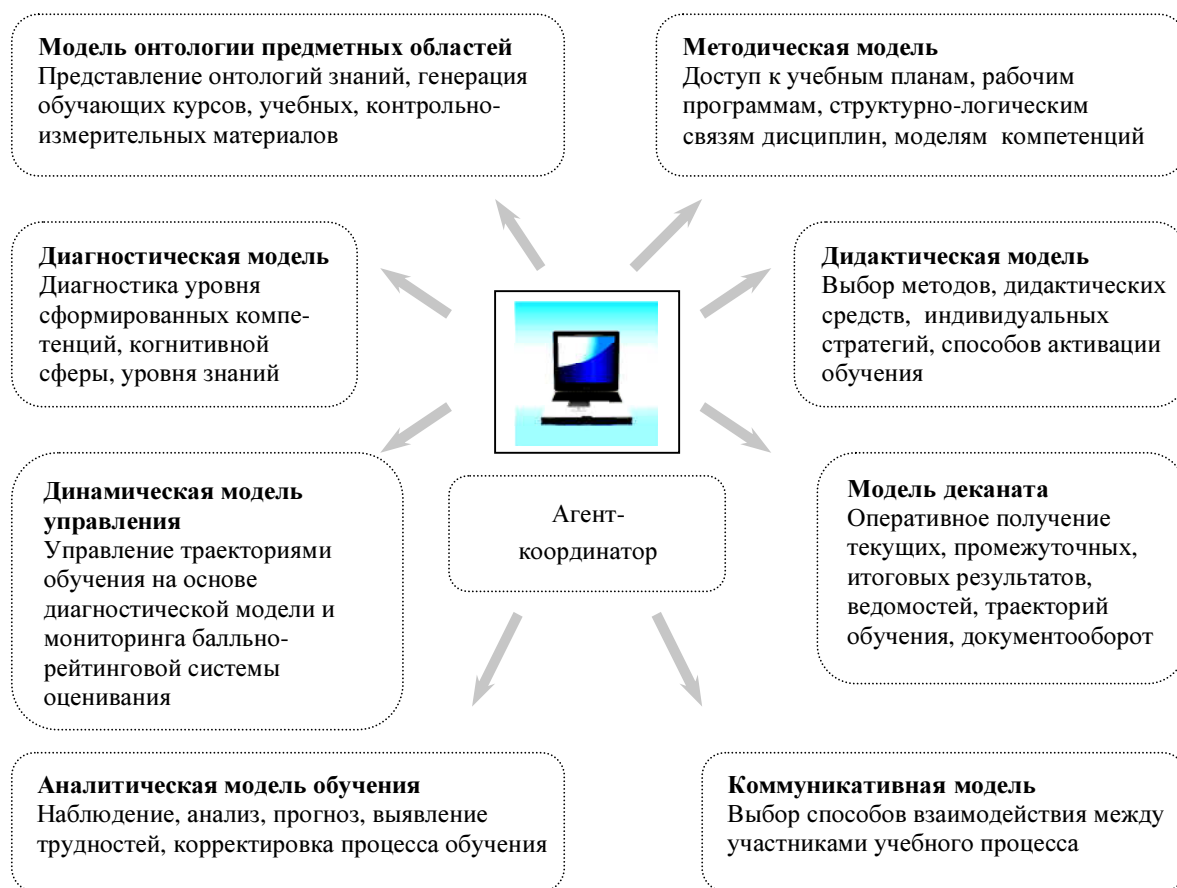 Модель онтологии предметных областей
Представление онтологий знаний, генерация
обучающих курсов, учебных, контрольно-
измерительных материалов
Методическая модель
Доступ к учебным планам, рабочим
программам, структурно-логическим
связям дисциплин, моделям компетенций
Диагностическая модель
Диагностика уровня
сформированных компе-
тенций, когнитивной
сферы, уровня знаний
Дидактическая модель
Выбор методов, дидактических
средств, индивидуальных
стратегий, способов активации
обучения
Динамическая модель
управления
Управление траекториями
обучения на основе
диагностической модели и
мониторинга балльно-
рейтинговой системы
оценивания
Агент-
координатор
Модель деканата
Оперативное получение
текущих, промежуточных,
итоговых результатов,
ведомостей, траекторий
обучения, документооборот
Аналитическая модель обучения
Наблюдение, анализ, прогноз, выявление
трудностей, корректировка процесса обучения
Коммуникативная модель
Выбор способов взаимодействия между
участниками учебного процесса